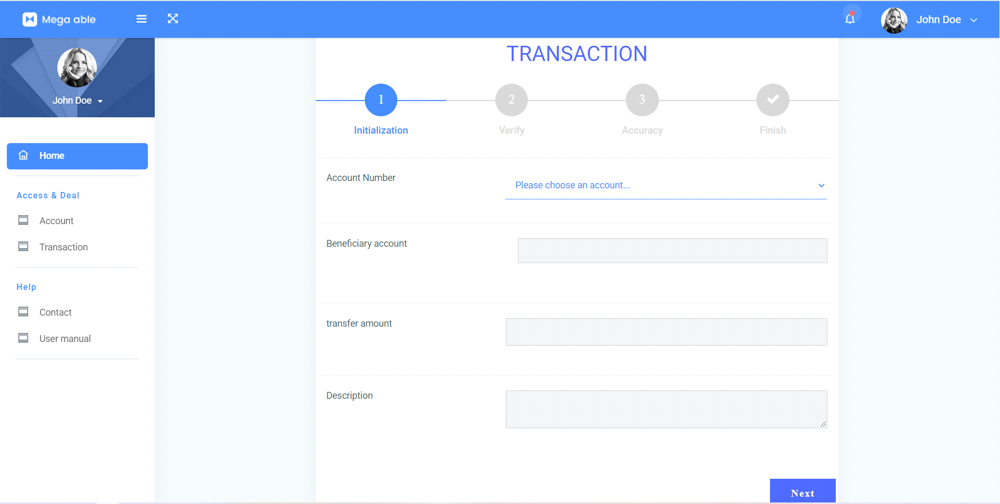 Mega able
John Doe
John Doe
Home
Access & Deal
Account
Transaction
Help
Contact
User manual
TRANSACTION
1
2
3
Initialization
Verify
Accuracy
Finish
Account Number
Please choose an account...
Beneficiary account
transfer amount
Description
Next